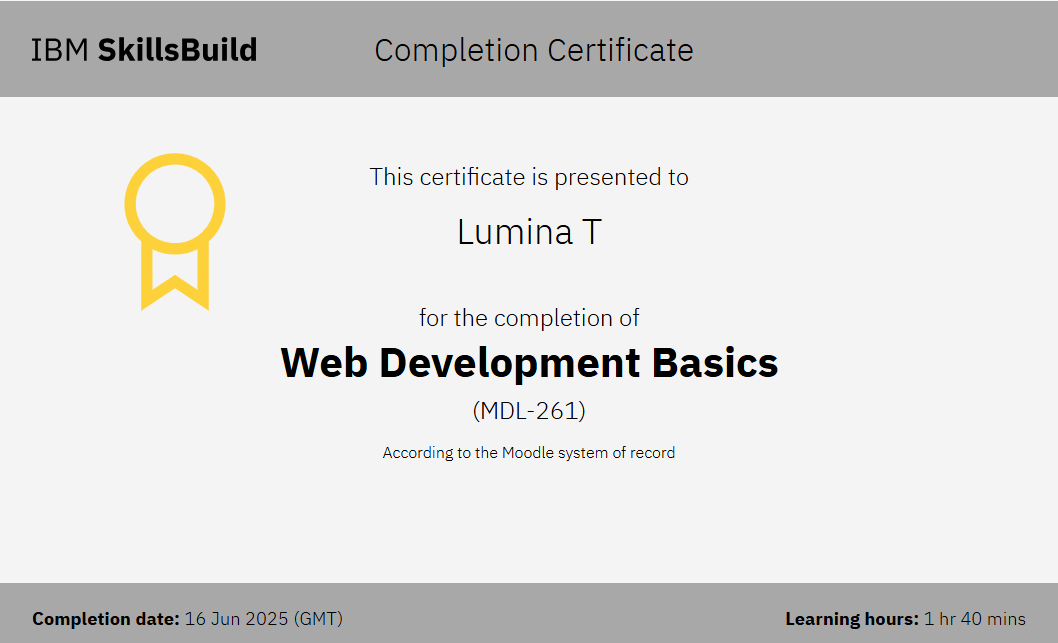 IBM SkillsBuild
Completion Certificate
This certificate is presented to
Lumina T
for the completion of
Web Development Basics
(MDL-261)
According to the Moodle system of record
Completion date: 16 Jun 2025 (GMT)
Learning hours: 1 hr 40 mins